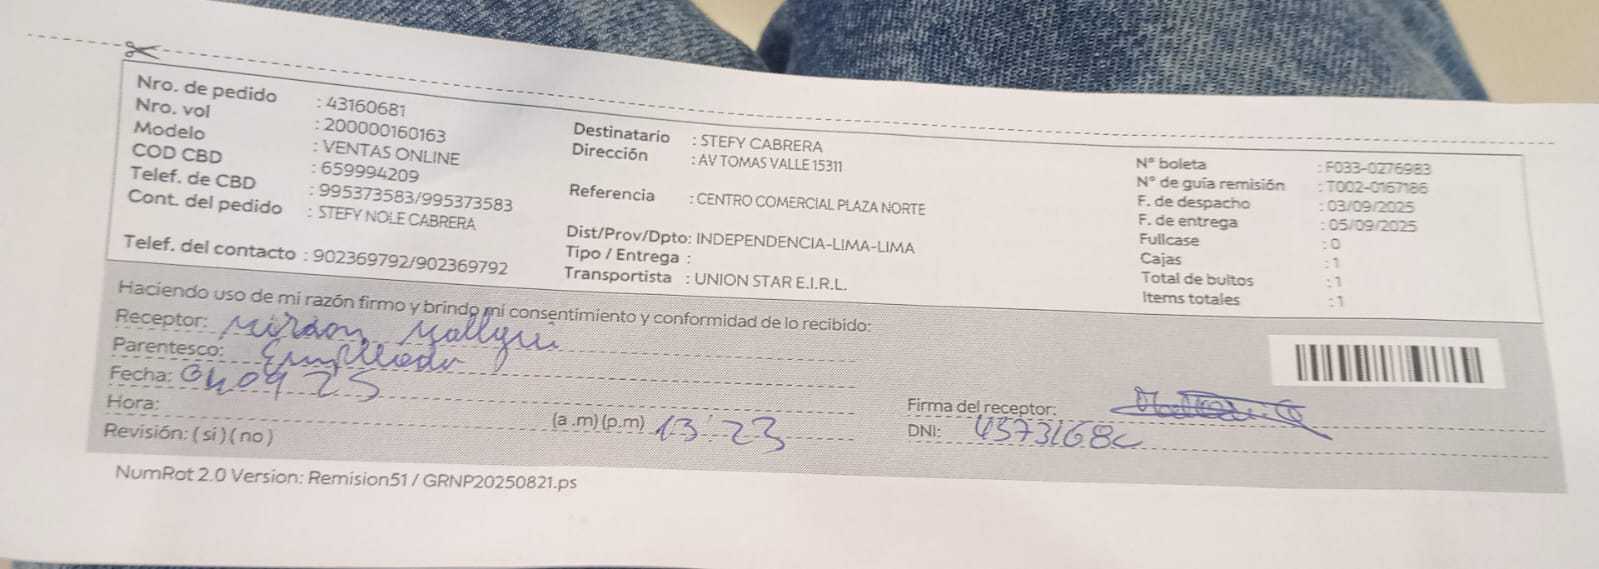 Nro. de pedido : 43160681
Nro. vol : 200000160163
Modelo : VENTAS ONLINE
COD CBD : 659994209
Telef. de CBD : 995373583/995373583
Cont. del pedido : STEFY NOLE CABRERA
Telef. del contacto : 902369792/902369792
Destinatario : STEFY CABRERA
Dirección : AV TOMAS VALLE 15311
Referencia : CENTRO COMERCIAL PLAZA NORTE
Dist/Prov/Dpto: INDEPENDENCIA-LIMA-LIMA
Tipo / Entrega :
Transportista : UNION STAR E.I.R.L.
N° boleta : F033-0276983
N° de guía remisión : T002-0167186
F. de despacho : 03/09/2025
F. de entrega : 05/09/2025
Fullcase : 0
Cajas : 1
Total de bultos : 1
Items totales : 1
Haciendo uso de mi razón firmo y brindo mi consentimiento y conformidad de lo recibido:
Receptor:
Parentesco:
Fecha: 040925
Hora: (a .m) (p.m) 13 23
Revisión: ( si ) ( no )
Firma del receptor:
DNI:
NumRot 2.0 Version: Remision51 / GRNP20250821.ps